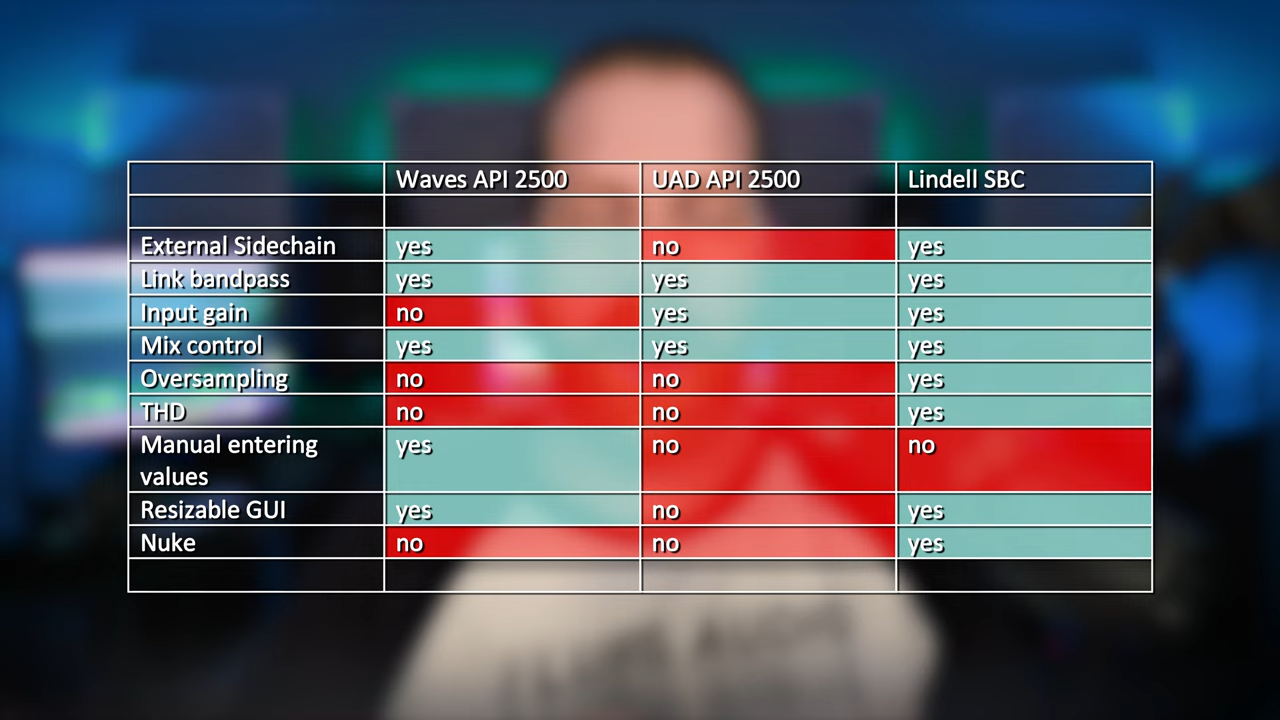 Waves API 2500 UAD API 2500 Lindell SBC
External Sidechain yes no yes
Link bandpass yes yes yes
Input gain no yes yes
Mix control yes yes yes
Oversampling no no yes
THD no no yes
Manual entering yes no no
values
Resizable GUI yes no yes
Nuke no no yes